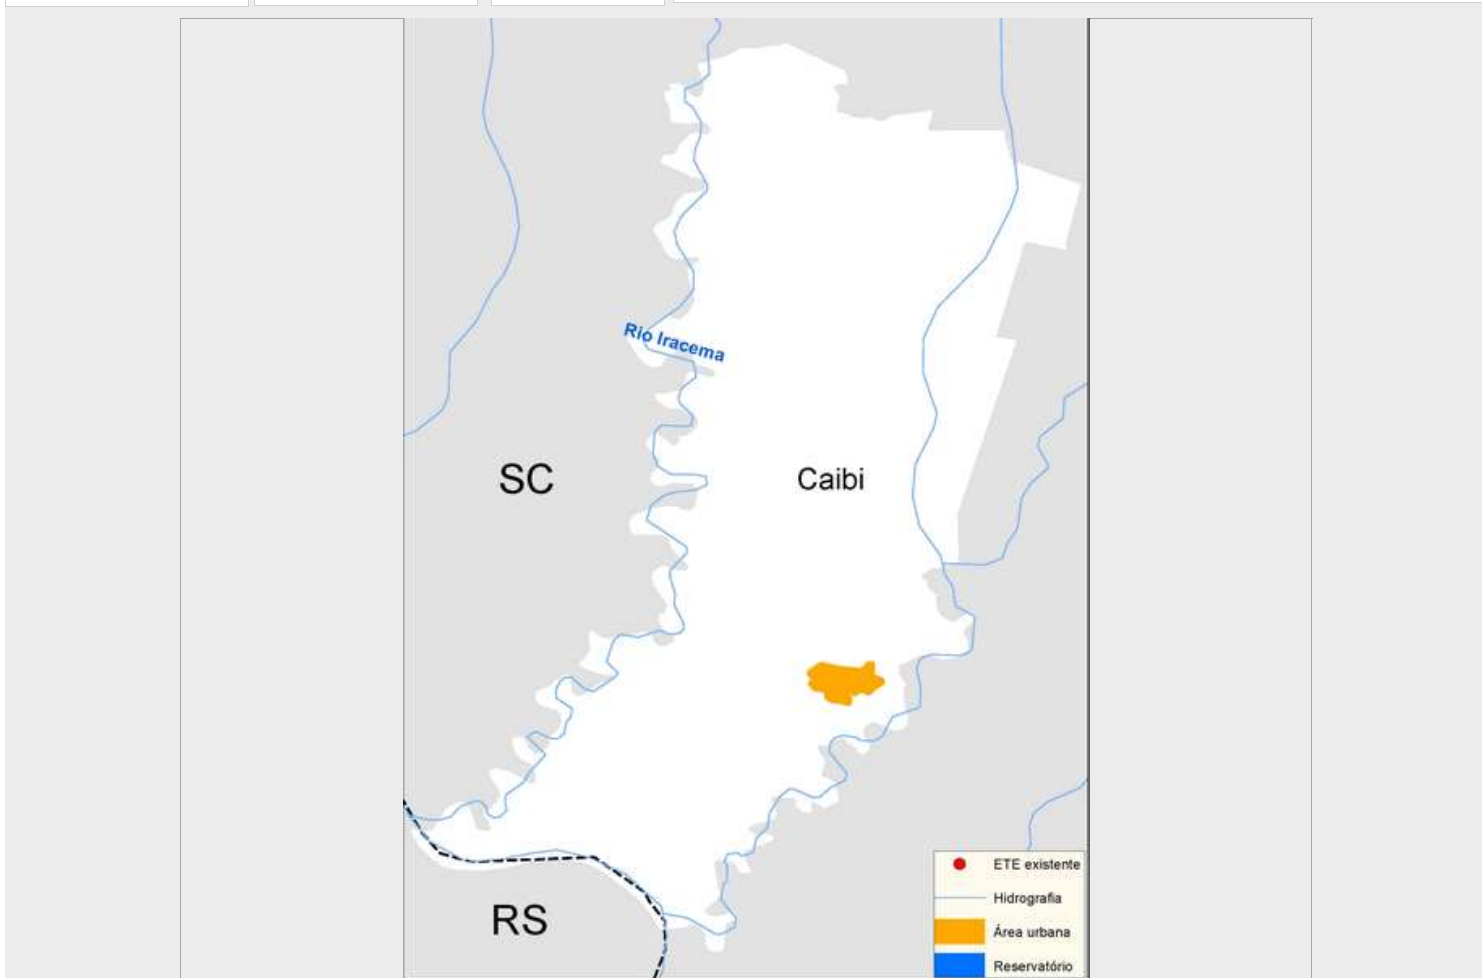 Rio Iracema
SC
Caibi
RS
ETE existente
Hidrografia
Área urbana
Reservatório